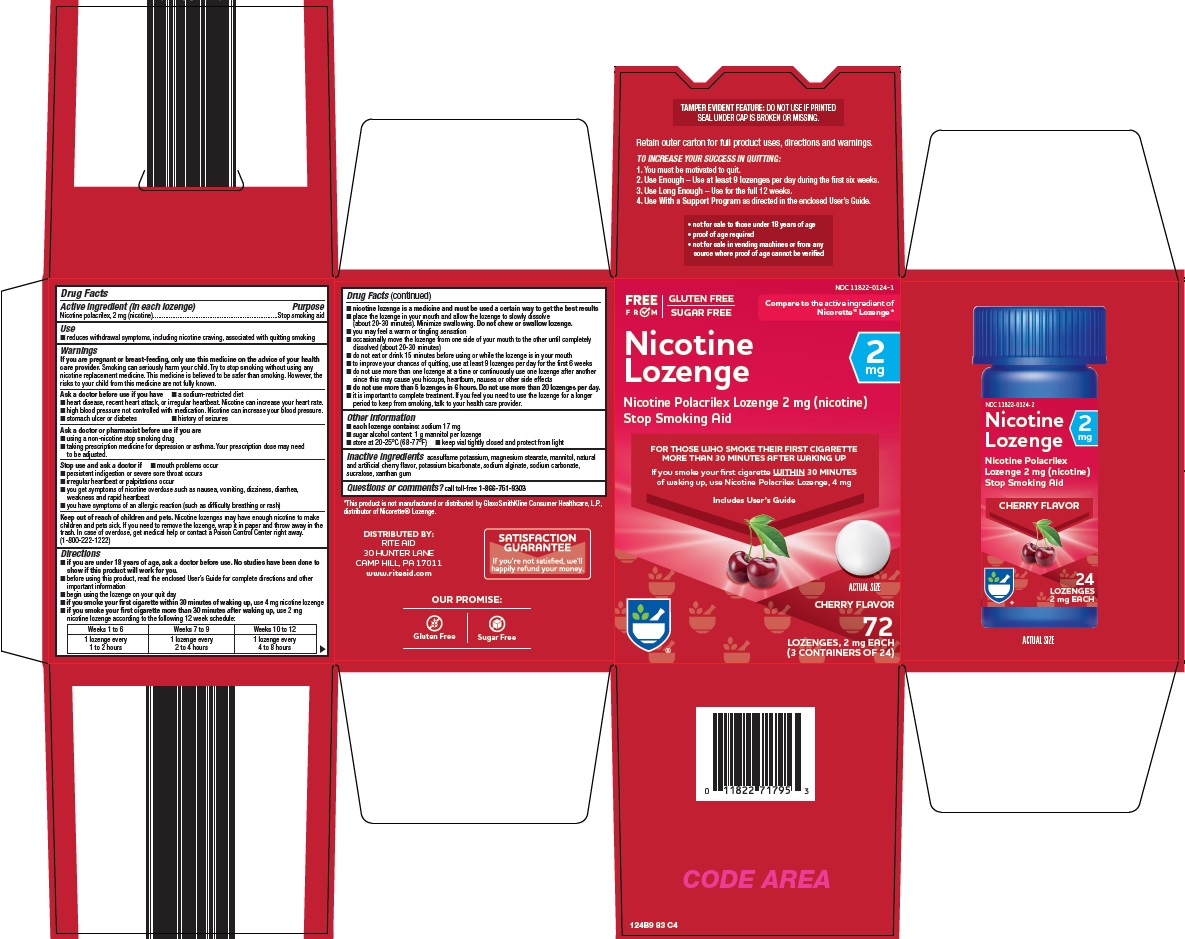 TAMPER EVIDENT FEATURE: DO NOT USE IF PRINTED
SEAL UNDER CAP IS BROKEN OR MISSING.
Retain outer carton for full product uses, directions and warnings.
TO INCREASE YOUR SUCCESS IN QUITTING:
1. You must be motivated to quit.
2. Use Enough – Use at least 9 lozenges per day during the first six weeks.
3. Use Long Enough – Use for the full 12 weeks.
4. Use With a Support Program as directed in the enclosed User's Guide.
• not for sale to those under 18 years of age
• proof of age required
• not for sale in vending machines or from any
source where proof of age cannot be verified
Drug Facts
Active ingredient (in each lozenge) Purpose
Nicotine polacrilex, 2 mg (nicotine)....................Stop smoking aid
Use
■ reduces withdrawal symptoms, including nicotine craving, associated with quitting smoking
Warnings
If you are pregnant or breast-feeding, only use this medicine on the advice of your health
care provider. Smoking can seriously harm your child. Try to stop smoking without using any
nicotine replacement medicine. This medicine is believed to be safer than smoking. However, the
risks to your child from this medicine are not fully known.
Ask a doctor before use if you have ■ a sodium-restricted diet
■ heart disease, recent heart attack, or irregular heartbeat. Nicotine can increase your heart rate.
■ high blood pressure not controlled with medication. Nicotine can increase your blood pressure.
■ stomach ulcer or diabetes ■ history of seizures
Ask a doctor or pharmacist before use if you are
■ using a non-nicotine stop smoking drug
■ taking prescription medicine for depression or asthma. Your prescription dose may need
to be adjusted.
Stop use and ask a doctor if ■ mouth problems occur
■ persistent indigestion or severe sore throat occurs
■ irregular heartbeat or palpitations occur
■ you get symptoms of nicotine overdose such as nausea, vomiting, dizziness, diarrhea,
weakness and rapid heartbeat
■ you have symptoms of an allergic reaction (such as difficulty breathing or rash)
Keep out of reach of children and pets. Nicotine lozenges may have enough nicotine to make
children and pets sick. If you need to remove the lozenge, wrap it in paper and throw away in the
trash. In case of overdose, get medical help or contact a Poison Control Center right away.
(1-800-222-1222)
Directions
■ if you are under 18 years of age, ask a doctor before use. No studies have been done to
show if this product will work for you.
■ before using this product, read the enclosed User's Guide for complete directions and other
important information
■ begin using the lozenge on your quit day
■ if you smoke your first cigarette within 30 minutes of waking up, use 4 mg nicotine lozenge
■ if you smoke your first cigarette more than 30 minutes after waking up, use 2 mg
nicotine lozenge according to the following 12 week schedule:
Weeks 1 to 6 Weeks 7 to 9 Weeks 10 to 12
1 lozenge every 1 lozenge every 1 lozenge every
1 to 2 hours 2 to 4 hours 4 to 8 hours
Drug Facts (continued)
■ nicotine lozenge is a medicine and must be used a certain way to get the best results
■ place the lozenge in your mouth and allow the lozenge to slowly dissolve
(about 20-30 minutes). Minimize swallowing. Do not chew or swallow lozenge.
■ you may feel a warm or tingling sensation
■ occasionally move the lozenge from one side of your mouth to the other until completely
dissolved (about 20-30 minutes)
■ do not eat or drink 15 minutes before using or while the lozenge is in your mouth
■ to improve your chances of quitting, use at least 9 lozenges per day for the first 6 weeks
■ do not use more than one lozenge at a time or continuously use one lozenge after another
since this may cause you hiccups, heartburn, nausea or other side effects
■ do not use more than 5 lozenges in 6 hours. Do not use more than 20 lozenges per day.
■ it is important to complete treatment. If you feel you need to use the lozenge for a longer
period to keep from smoking, talk to your health care provider.
Other information
■ each lozenge contains: sodium 17 mg
■ sugar alcohol content: 1 g mannitol per lozenge
■ store at 20-25°C (68-77°F) ■ keep vial tightly closed and protect from light
Inactive ingredients acesulfame potassium, magnesium stearate, mannitol, natural
and artificial cherry flavor, potassium bicarbonate, sodium alginate, sodium carbonate,
sucralose, xanthan gum
Questions or comments? call toll-free 1-866-751-9303
*This product is not manufactured or distributed by GlaxoSmithKline Consumer Healthcare, L.P.,
distributor of Nicorette® Lozenge.
DISTRIBUTED BY:
RITE AID
30 HUNTER LANE
CAMP HILL, PA 17011
www.riteaid.com
SATISFACTION
GUARANTEE
If you're not satisfied, we'll
happily refund your money.
OUR PROMISE:
Gluten Free Sugar Free
NDC 11822-0124-1
FREE FROM
GLUTEN FREE
SUGAR FREE
Compare to the active ingredient of
Nicorette® Lozenge*
Nicotine
Lozenge
2
mg
Nicotine Polacrilex Lozenge 2 mg (nicotine)
Stop Smoking Aid
FOR THOSE WHO SMOKE THEIR FIRST CIGARETTE
MORE THAN 30 MINUTES AFTER WAKING UP
If you smoke your first cigarette WITHIN 30 MINUTES
of waking up, use Nicotine Polacrilex Lozenge, 4 mg
Includes User's Guide
ACTUAL SIZE
CHERRY FLAVOR
72
LOZENGES, 2 mg EACH
(3 CONTAINERS OF 24)
®
NDC 11822-0124-2
Nicotine
Lozenge
2
mg
Nicotine Polacrilex
Lozenge 2 mg (nicotine)
Stop Smoking Aid
CHERRY FLAVOR
24
LOZENGES
2 mg EACH
ACTUAL SIZE
0 11822 71795 3
CODE AREA
124B9 83 C4